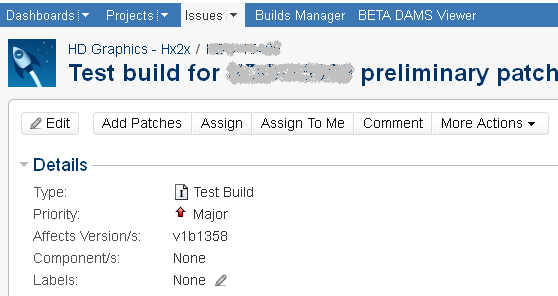 Dashboards Projects Issues Builds Manager BETA DAMS Viewer
HD Graphics - Hx2x /
Test build for preliminary patch
Edit Add Patches Assign Assign To Me Comment More Actions
Details
Type: Test Build
Priority: Major
Affects Version/s: v1b1358
Component/s: None
Labels: None